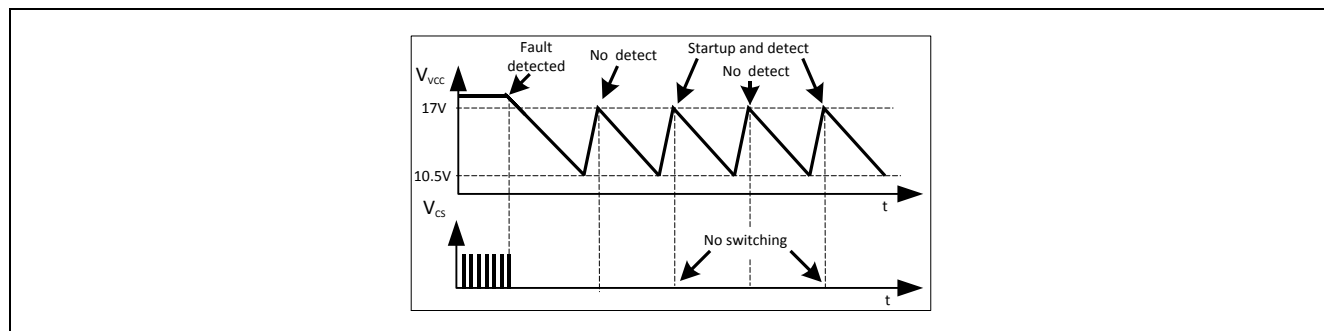 Fault
detected
No detect
Startup and detect
No detect
Vvcc
17V
10.5V
t
Vcs
No switching
t